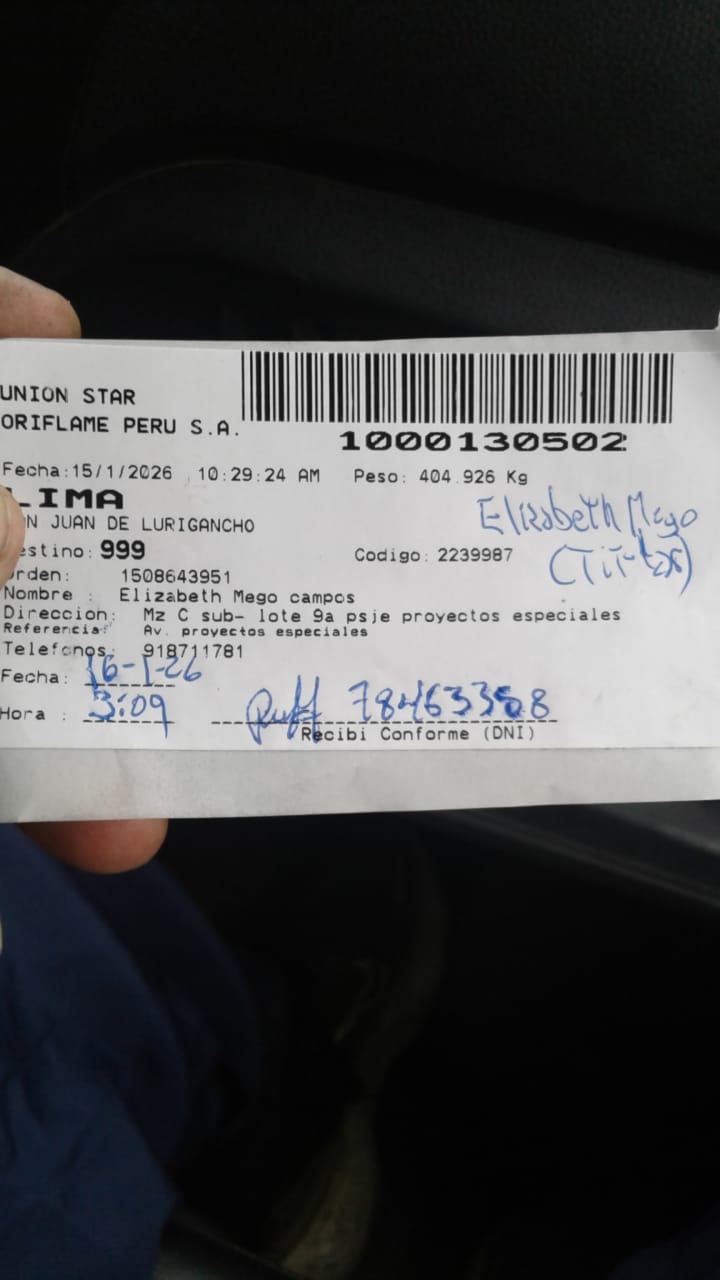 UNION STAR
ORIFLAME PERU S.A.
1000130502
Fecha:15/1/2026 10:29:24 AM Peso: 404.926 Kg
LIMA
N JUAN DE LURIGANCHO
Elizabeth Mego
estino: 999 Codigo: 2239987
rden: 1508643951
Nombre : Elizabeth Mego campos
Direccion: Mz C sub- lote 9a psje proyectos especiales
Referencia: Av. proyectos especiales
Telefonos: 918711781
Fecha: 16-1-26
Hora : 3:09
Recibi Conforme (DNI)